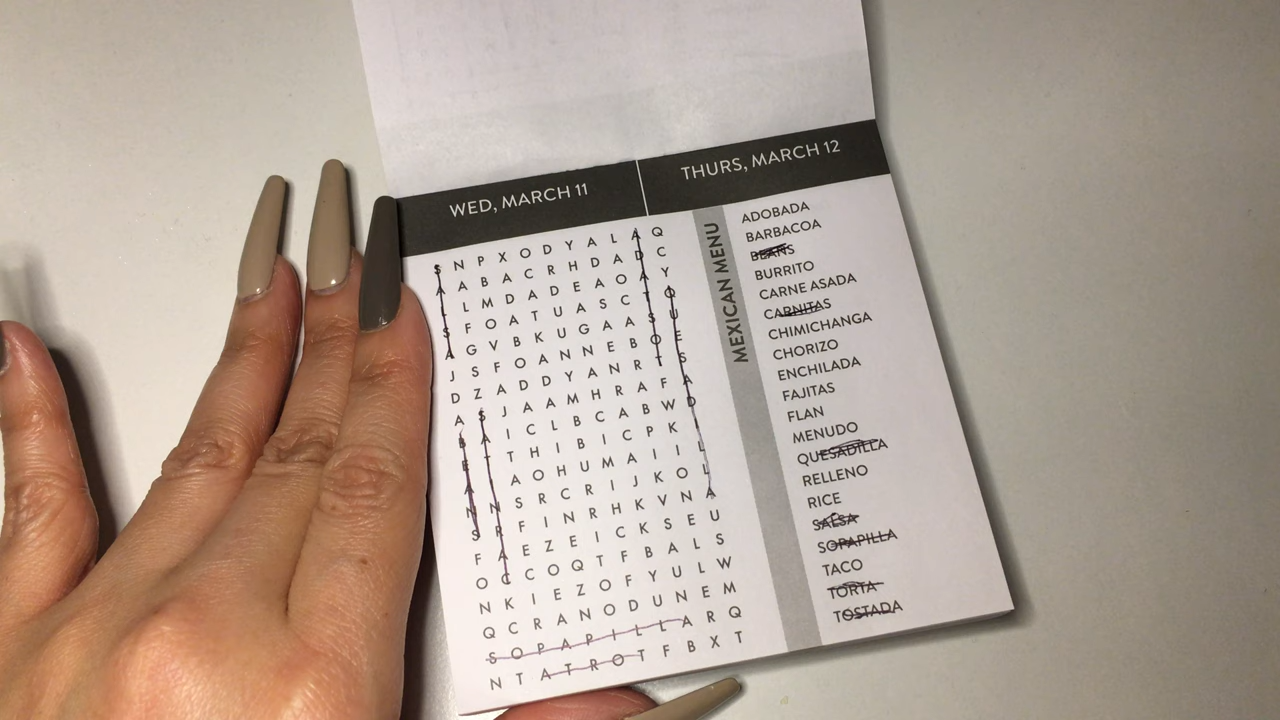 WED, MARCH 11
THURS, MARCH 12
S N P X O D Y A L A Q
A A B A C R H D A D C
L L M D A D E A O A Y
S F O A T U A S C T Q
A G V B K U G A A S U
J S F O A N N E B O E
D Z A D D Y A N R T S
A S J A A M H R A F A
B A I C L B C A B W D
E T T H I B I C P K I
A I A O H U M A I I L
N N S R C R I J K O L
S R F I N R H K V N A
F A E Z E I C K S E U
O C C O Q T F B A L S
N K I E Z O F Y U L W
Q C R A N O D U N E M
S O P A P I L L A R Q
N T A T R O T F B X T
MEXICAN MENU
ADOBADA
BARBACOA
BEANS
BURRITO
CARNE ASADA
CARNITAS
CHIMICHANGA
CHORIZO
ENCHILADA
FAJITAS
FLAN
MENUDO
QUESADILLA
RELLENO
RICE
SALSA
SOPAPILLA
TACO
TORTA
TOSTADA